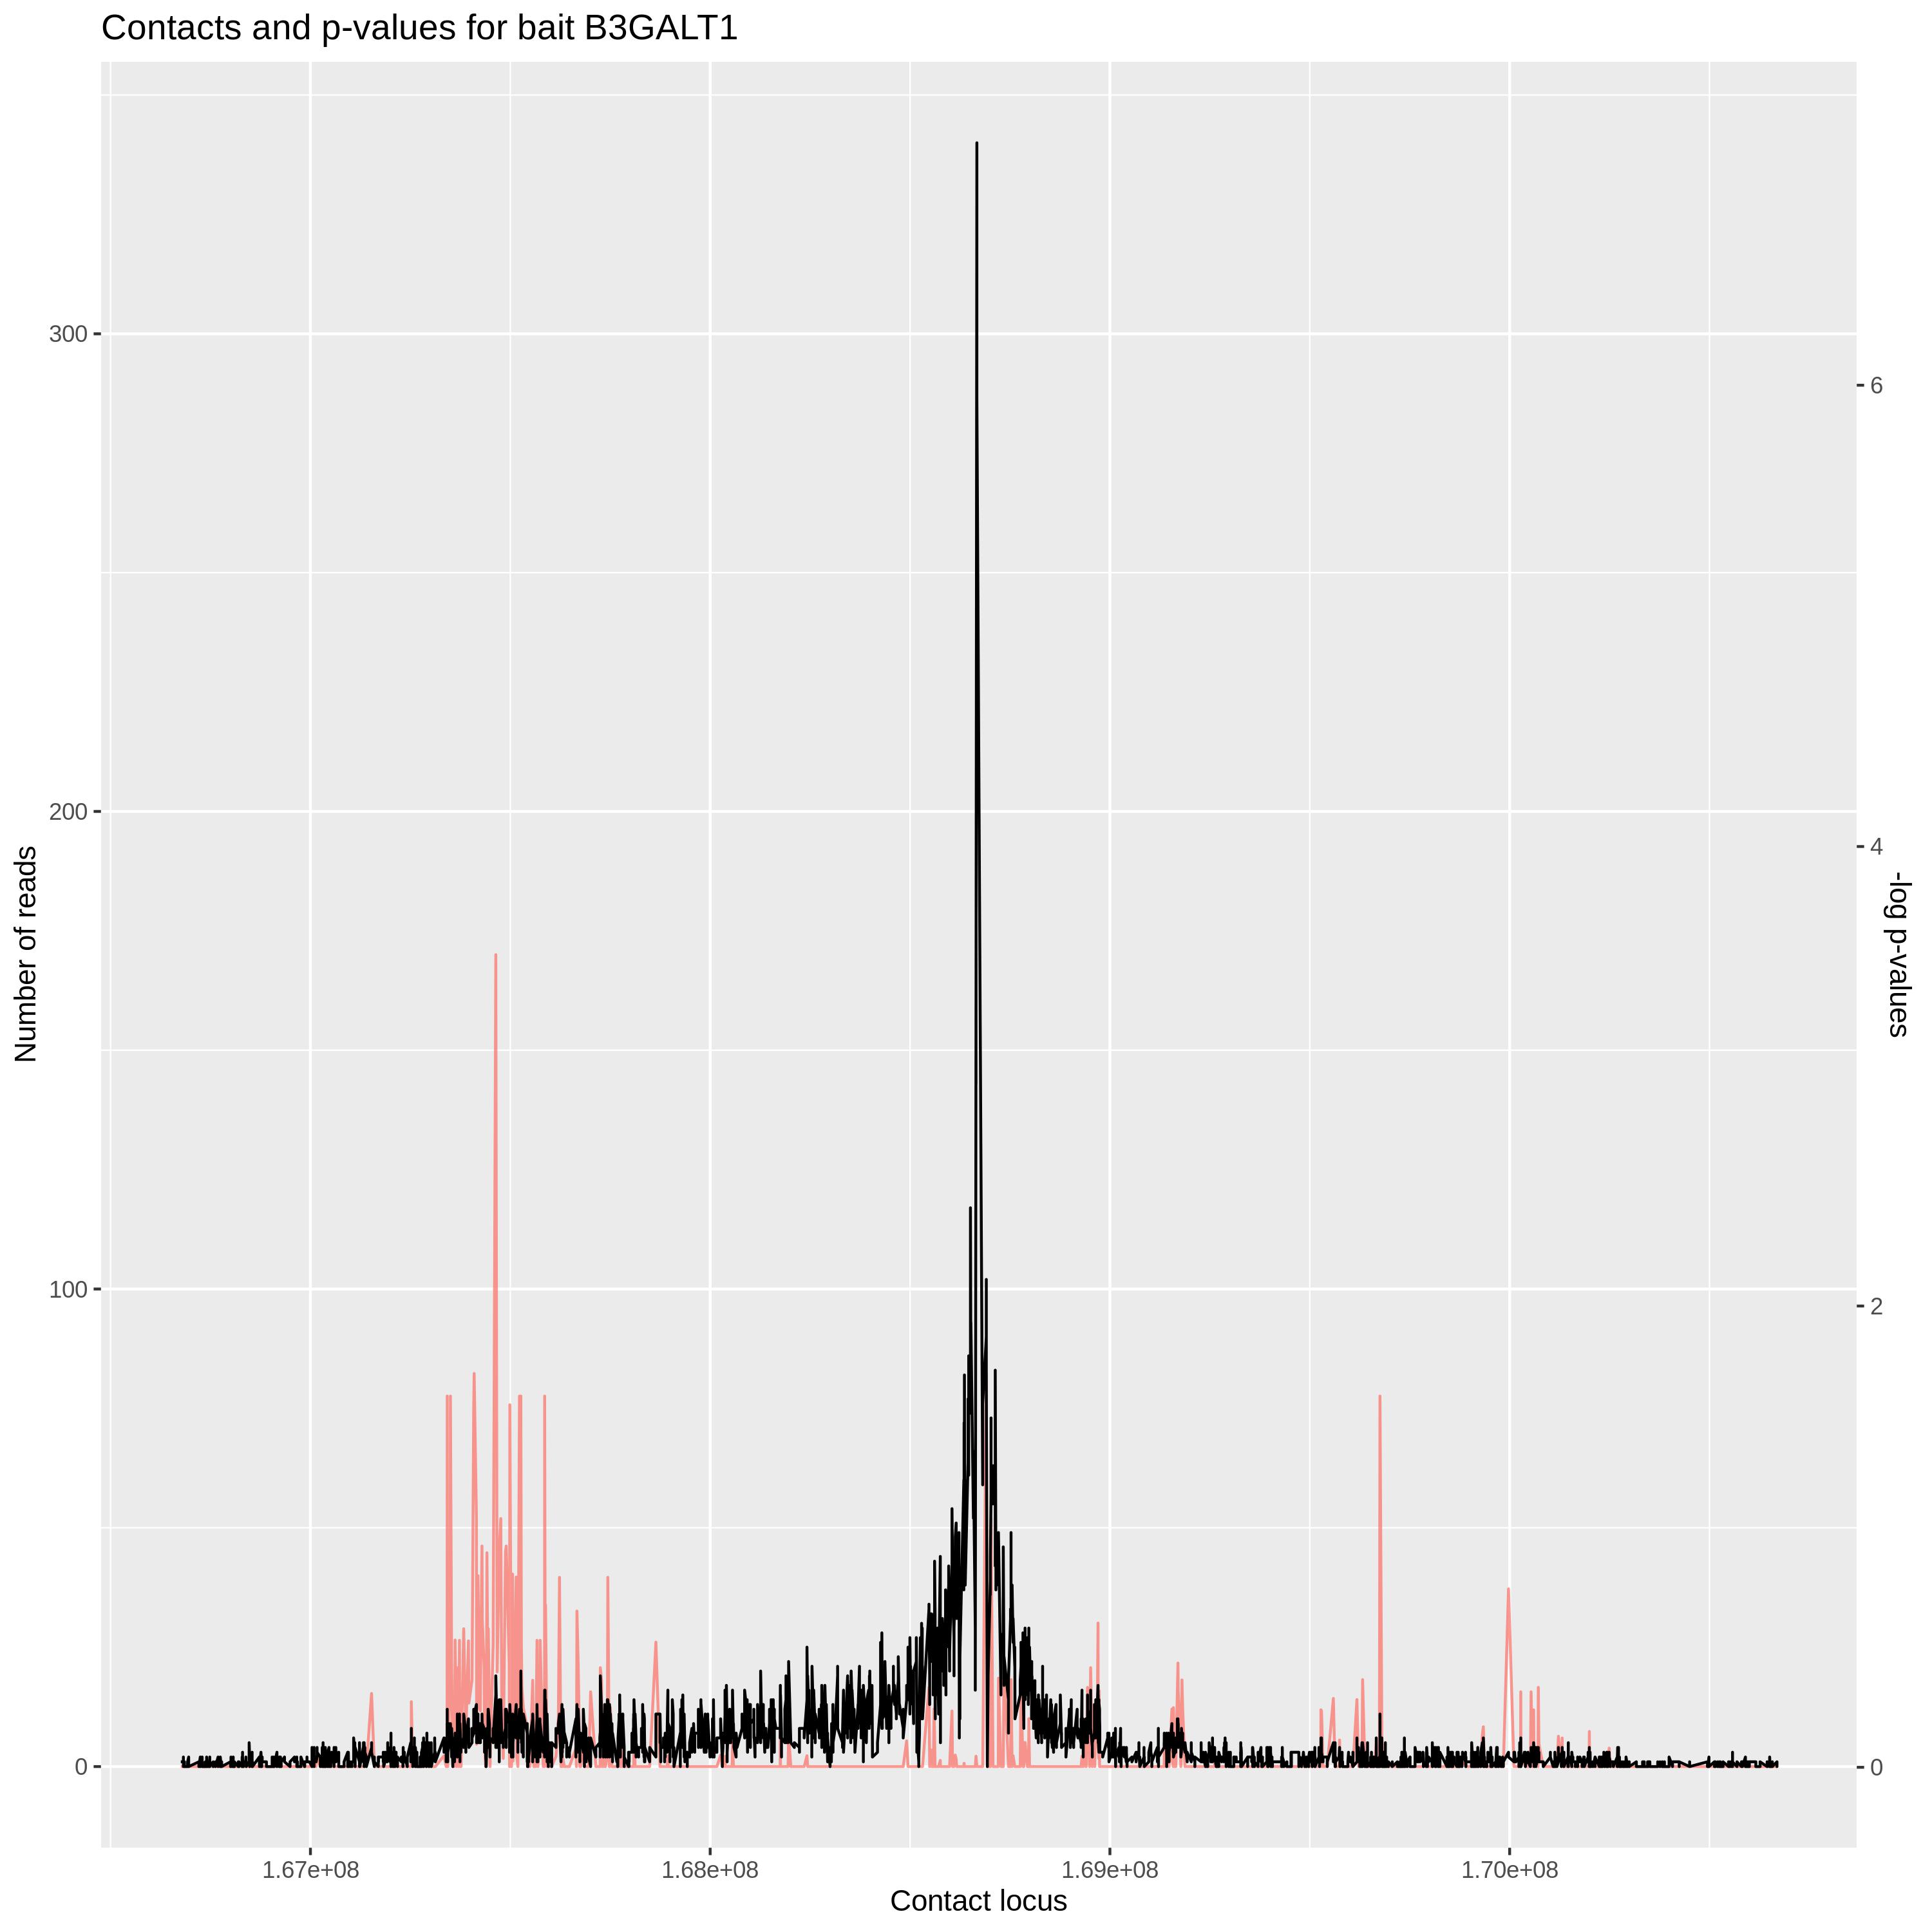 Contacts and p-values for bait B3GALT1
Number of reads
300
200
100
0
6
4
2
0
-log p-values
1.67e+08
1.68e+08
1.69e+08
1.70e+08
Contact locus